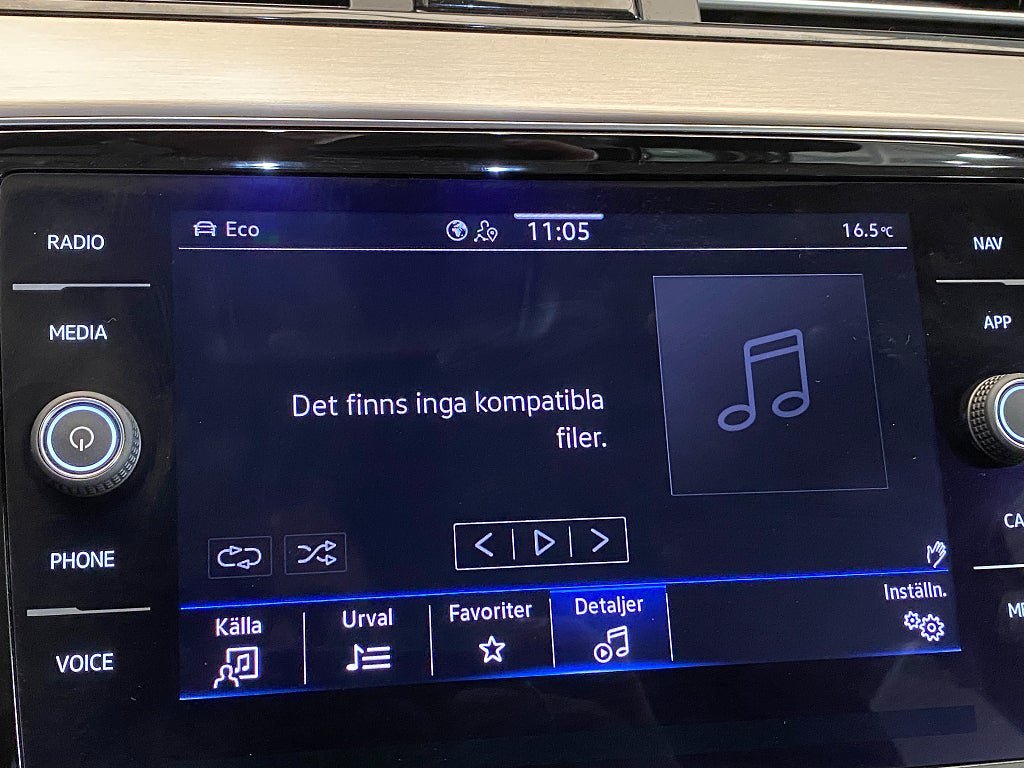 RADIO
MEDIA
PHONE
VOICE
Eco
11:05
16.5°C
Det finns inga kompatibla
filer.
Källa
Urval
Favoriter
Detaljer
Inställn.
NAV
APP